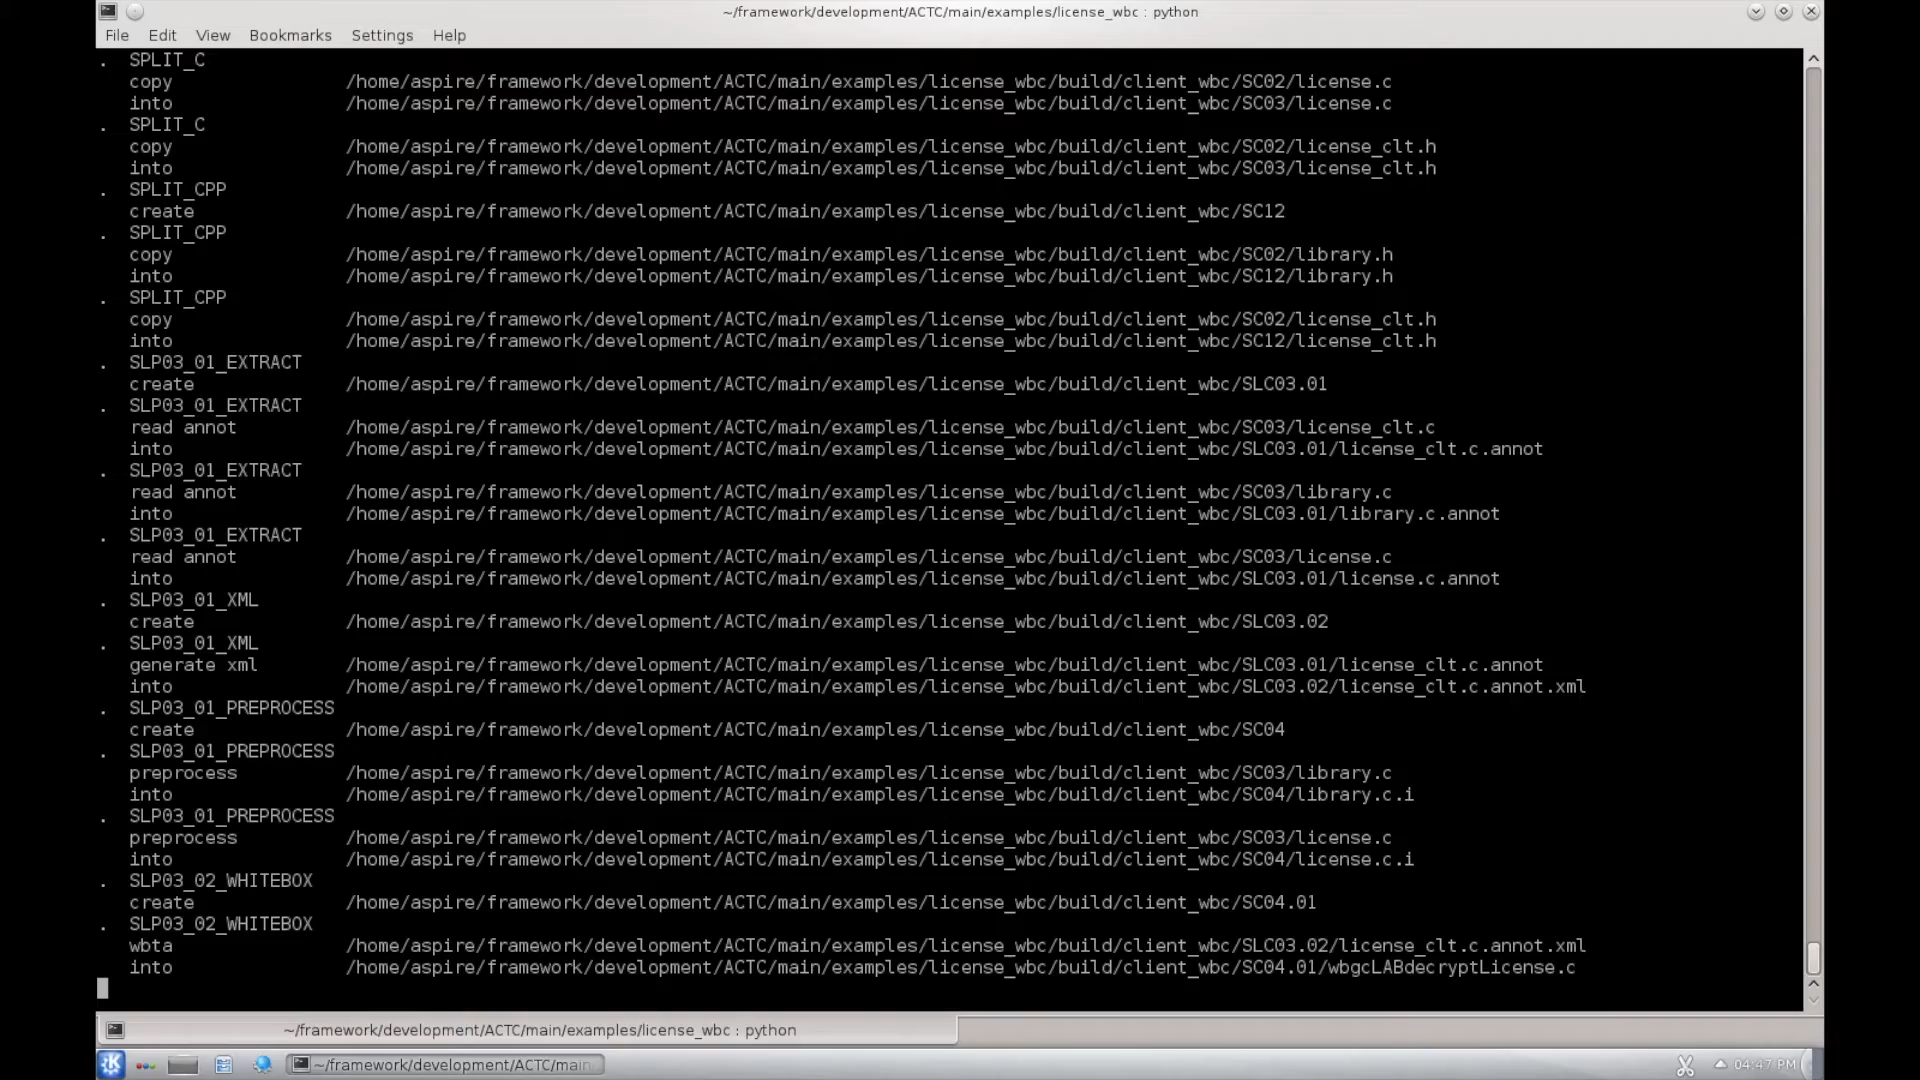 ~/framework/development/ACTC/main/examples/license_wbc : python
File Edit View Bookmarks Settings Help
. SPLIT_C
copy /home/aspire/framework/development/ACTC/main/examples/license_wbc/build/client_wbc/SC02/license.c
into /home/aspire/framework/development/ACTC/main/examples/license_wbc/build/client_wbc/SC03/license.c
. SPLIT_C
copy /home/aspire/framework/development/ACTC/main/examples/license_wbc/build/client_wbc/SC02/license_clt.h
into /home/aspire/framework/development/ACTC/main/examples/license_wbc/build/client_wbc/SC03/license_clt.h
. SPLIT_CPP
create /home/aspire/framework/development/ACTC/main/examples/license_wbc/build/client_wbc/SC12
. SPLIT_CPP
copy /home/aspire/framework/development/ACTC/main/examples/license_wbc/build/client_wbc/SC02/library.h
into /home/aspire/framework/development/ACTC/main/examples/license_wbc/build/client_wbc/SC12/library.h
. SPLIT_CPP
copy /home/aspire/framework/development/ACTC/main/examples/license_wbc/build/client_wbc/SC02/license_clt.h
into /home/aspire/framework/development/ACTC/main/examples/license_wbc/build/client_wbc/SC12/license_clt.h
. SLP03_01_EXTRACT
create /home/aspire/framework/development/ACTC/main/examples/license_wbc/build/client_wbc/SLC03.01
. SLP03_01_EXTRACT
read annot /home/aspire/framework/development/ACTC/main/examples/license_wbc/build/client_wbc/SC03/license_clt.c
into /home/aspire/framework/development/ACTC/main/examples/license_wbc/build/client_wbc/SLC03.01/license_clt.c.annot
. SLP03_01_EXTRACT
read annot /home/aspire/framework/development/ACTC/main/examples/license_wbc/build/client_wbc/SC03/library.c
into /home/aspire/framework/development/ACTC/main/examples/license_wbc/build/client_wbc/SLC03.01/library.c.annot
. SLP03_01_EXTRACT
read annot /home/aspire/framework/development/ACTC/main/examples/license_wbc/build/client_wbc/SC03/license.c
into /home/aspire/framework/development/ACTC/main/examples/license_wbc/build/client_wbc/SLC03.01/license.c.annot
. SLP03_01_XML
create /home/aspire/framework/development/ACTC/main/examples/license_wbc/build/client_wbc/SLC03.02
. SLP03_01_XML
generate xml /home/aspire/framework/development/ACTC/main/examples/license_wbc/build/client_wbc/SLC03.01/license_clt.c.annot
into /home/aspire/framework/development/ACTC/main/examples/license_wbc/build/client_wbc/SLC03.02/license_clt.c.annot.xml
. SLP03_01_PREPROCESS
create /home/aspire/framework/development/ACTC/main/examples/license_wbc/build/client_wbc/SC04
. SLP03_01_PREPROCESS
preprocess /home/aspire/framework/development/ACTC/main/examples/license_wbc/build/client_wbc/SC03/library.c
into /home/aspire/framework/development/ACTC/main/examples/license_wbc/build/client_wbc/SC04/library.c.i
. SLP03_01_PREPROCESS
preprocess /home/aspire/framework/development/ACTC/main/examples/license_wbc/build/client_wbc/SC03/license.c
into /home/aspire/framework/development/ACTC/main/examples/license_wbc/build/client_wbc/SC04/license.c.i
. SLP03_02_WHITEBOX
create /home/aspire/framework/development/ACTC/main/examples/license_wbc/build/client_wbc/SC04.01
. SLP03_02_WHITEBOX
wbta /home/aspire/framework/development/ACTC/main/examples/license_wbc/build/client_wbc/SLC03.02/license_clt.c.annot.xml
into /home/aspire/framework/development/ACTC/main/examples/license_wbc/build/client_wbc/SC04.01/wbgcLABdecryptLicense.c
~/framework/development/ACTC/main/examples/license_wbc : python
~/framework/development/ACTC/main
04:47 PM